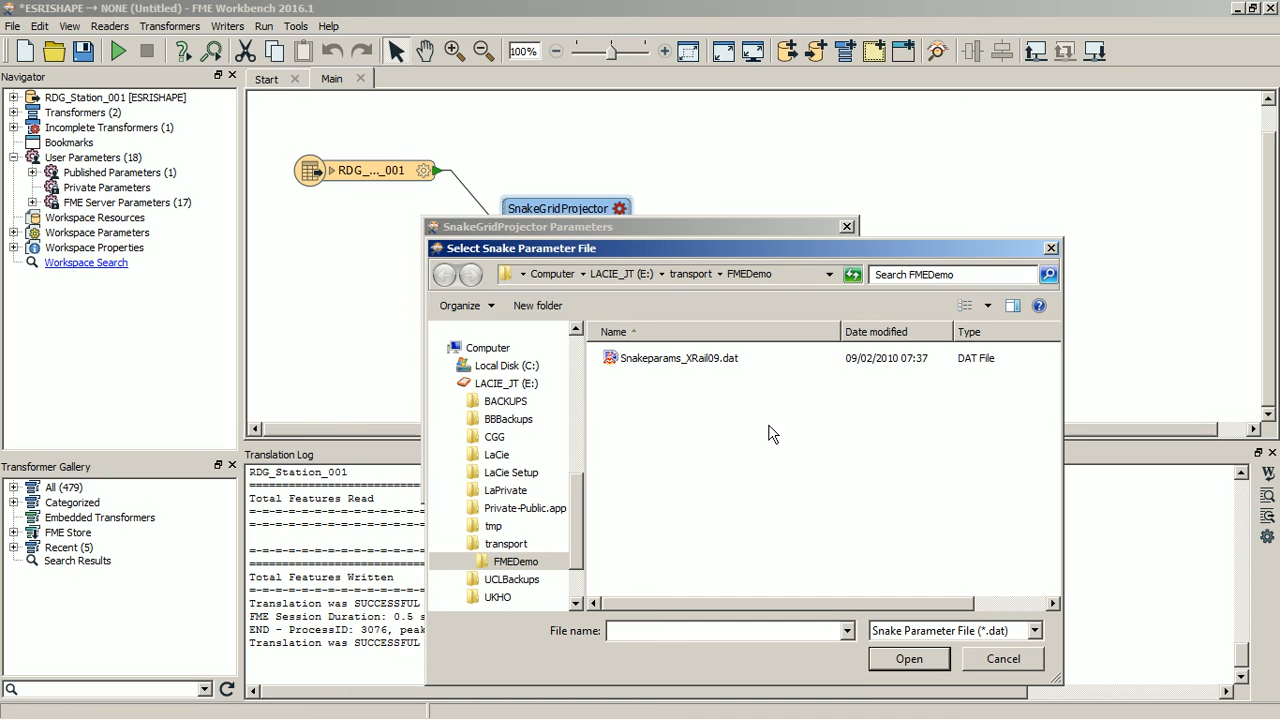 *ESRISHAPE → NONE (Untitled) - FME Workbench 2016.1
File Edit View Readers Transformers Writers Run Tools Help
100%
Navigator
Start Main
RDG_Station_001 [ESRISHAPE]
Transformers (2)
Incomplete Transformers (1)
Bookmarks
User Parameters (18)
Published Parameters (1)
Private Parameters
FME Server Parameters (17)
Workspace Resources
Workspace Parameters
Workspace Properties
Workspace Search
RDG_..._001
SnakeGridProjector
SnakeGridProjector Parameters
Select Snake Parameter File
Computer LACIE_JT (E:) transport FMEDemo
Search FMEDemo
Organize New folder
Name Date modified Type
Snakeparams_XRail09.dat 09/02/2010 07:37 DAT File
Computer
Local Disk (C:)
LACIE_JT (E:)
BACKUPS
BBBackups
CGG
LaCie
LaCie Setup
LaPrivate
Private-Public.app
tmp
transport
FMEDemo
UCLBackups
UKHO
File name:
Snake Parameter File (*.dat)
Open Cancel
Transformer Gallery
All (479)
Categorized
Embedded Transformers
FME Store
Recent (5)
Search Results
Translation Log
RDG_Station_001
==============================
Total Features Read
=-=-=-=-=-=-=-=-=-=-=-=-=-=-=-
=-=-=-=-=-=-=-=-=-=-=-=-=-=-=-
==============================
Total Features Written
=-=-=-=-=-=-=-=-=-=-=-=-=-=-=-
Translation was SUCCESSFUL
FME Session Duration: 0.5 s
END - ProcessID: 3076, peak
Translation was SUCCESSFUL